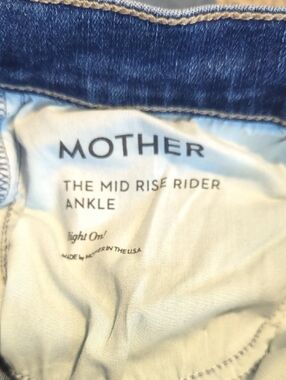 MOTHER
THE MID RISE RIDER
ANKLE
Right On!
MADE by MOTHER IN THE U.S.A.